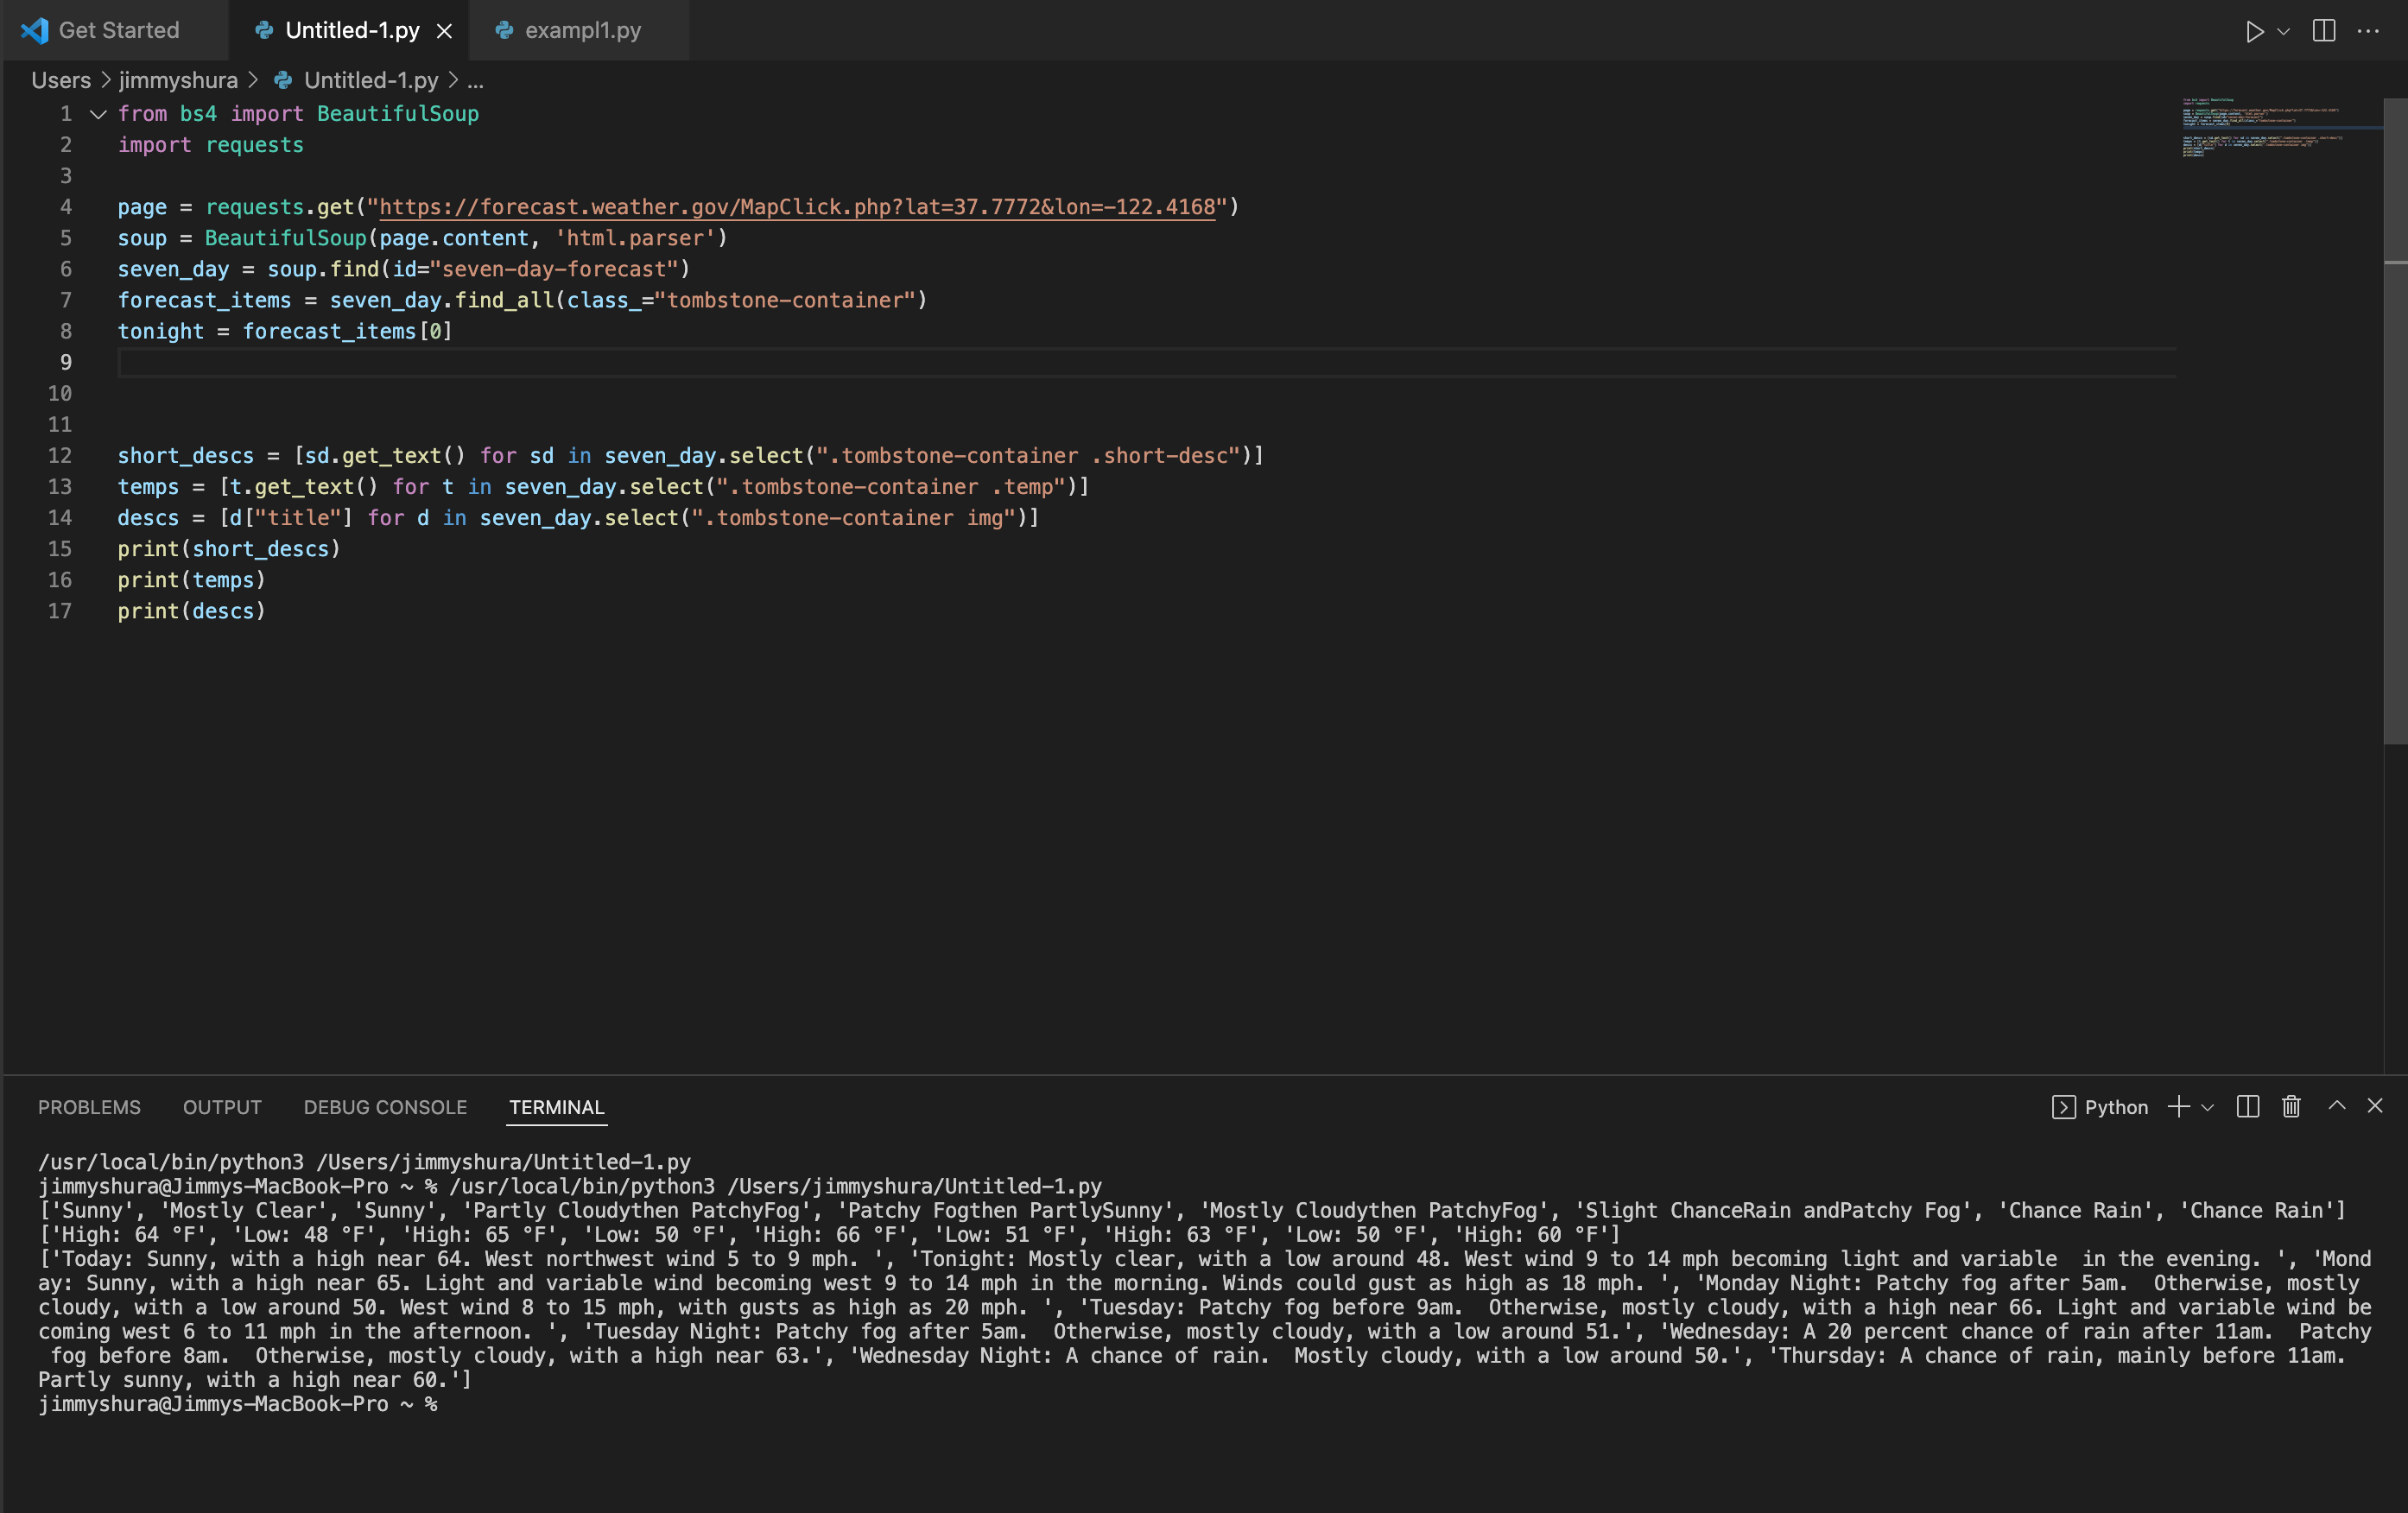 Get Started
Untitled-1.py
exampl1.py
Users > jimmyshura > Untitled-1.py > ...
1 from bs4 import BeautifulSoup
2 import requests
3
4 page = requests.get("https://forecast.weather.gov/MapClick.php?lat=37.7772&lon=-122.4168")
5 soup = BeautifulSoup(page.content, 'html.parser')
6 seven_day = soup.find(id="seven-day-forecast")
7 forecast_items = seven_day.find_all(class_="tombstone-container")
8 tonight = forecast_items[0]
9
10
11
12 short_descs = [sd.get_text() for sd in seven_day.select(".tombstone-container .short-desc")]
13 temps = [t.get_text() for t in seven_day.select(".tombstone-container .temp")]
14 descs = [d["title"] for d in seven_day.select(".tombstone-container img")]
15 print(short_descs)
16 print(temps)
17 print(descs)
PROBLEMS OUTPUT DEBUG CONSOLE TERMINAL Python
/usr/local/bin/python3 /Users/jimmyshura/Untitled-1.py
jimmyshura@Jimmys-MacBook-Pro ~ % /usr/local/bin/python3 /Users/jimmyshura/Untitled-1.py
['Sunny', 'Mostly Clear', 'Sunny', 'Partly Cloudythen PatchyFog', 'Patchy Fogthen PartlySunny', 'Mostly Cloudythen PatchyFog', 'Slight ChanceRain andPatchy Fog', 'Chance Rain', 'Chance Rain']
['High: 64 °F', 'Low: 48 °F', 'High: 65 °F', 'Low: 50 °F', 'High: 66 °F', 'Low: 51 °F', 'High: 63 °F', 'Low: 50 °F', 'High: 60 °F']
['Today: Sunny, with a high near 64. West northwest wind 5 to 9 mph. ', 'Tonight: Mostly clear, with a low around 48. West wind 9 to 14 mph becoming light and variable  in the evening. ', 'Mond
ay: Sunny, with a high near 65. Light and variable wind becoming west 9 to 14 mph in the morning. Winds could gust as high as 18 mph. ', 'Monday Night: Patchy fog after 5am.  Otherwise, mostly
cloudy, with a low around 50. West wind 8 to 15 mph, with gusts as high as 20 mph. ', 'Tuesday: Patchy fog before 9am.  Otherwise, mostly cloudy, with a high near 66. Light and variable wind be
coming west 6 to 11 mph in the afternoon. ', 'Tuesday Night: Patchy fog after 5am.  Otherwise, mostly cloudy, with a low around 51.', 'Wednesday: A 20 percent chance of rain after 11am.  Patchy
 fog before 8am.  Otherwise, mostly cloudy, with a high near 63.', 'Wednesday Night: A chance of rain.  Mostly cloudy, with a low around 50.', 'Thursday: A chance of rain, mainly before 11am.
Partly sunny, with a high near 60.']
jimmyshura@Jimmys-MacBook-Pro ~ %